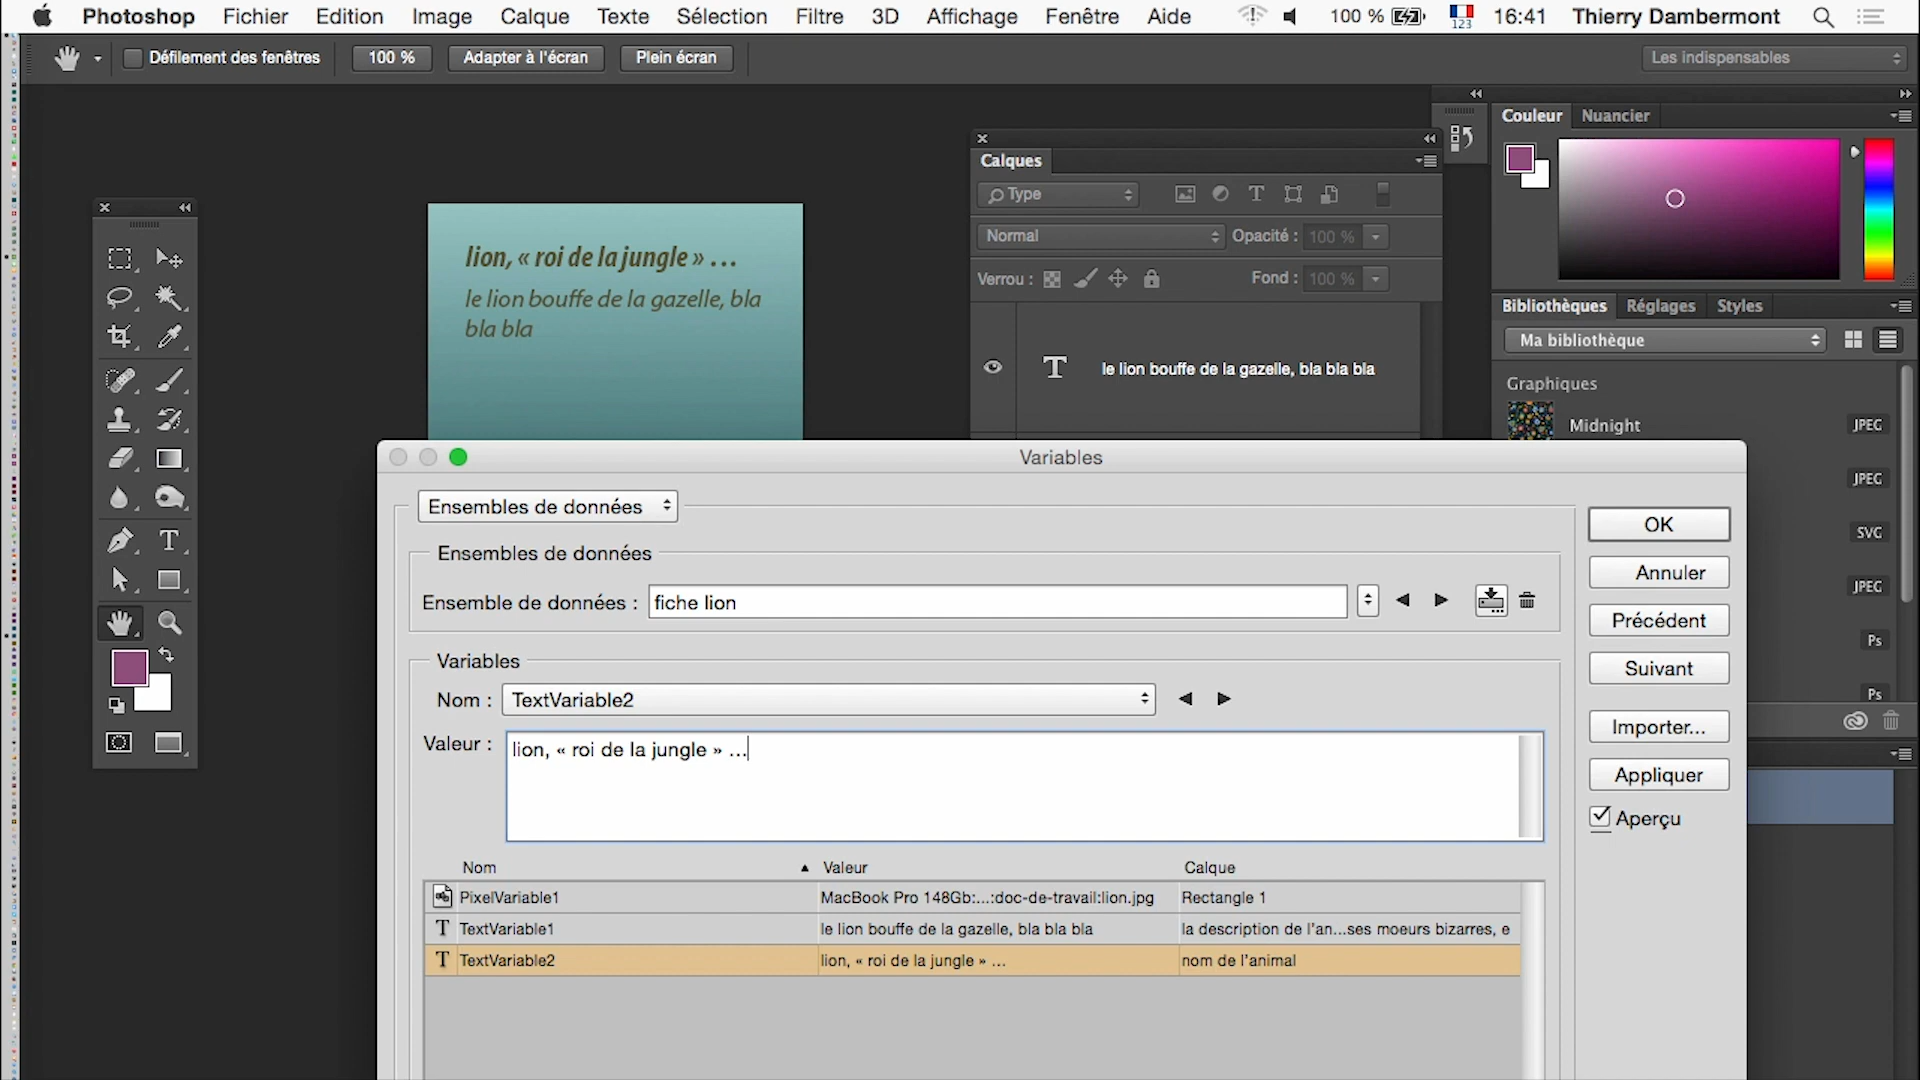 Photoshop Fichier Edition Image Calque Texte Sélection Filtre 3D Affichage Fenêtre Aide 100 % 123 16:41 Thierry Dambermont
Défilement des fenêtres 100 % Adapter à l'écran Plein écran Les indispensables
Couleur Nuancier
Calques
Type
Normal Opacité : 100 %
Verrou : Fond : 100 %
lion, « roi de la jungle » ...
le lion bouffe de la gazelle, bla
bla bla
T le lion bouffe de la gazelle, bla bla bla
Bibliothèques Réglages Styles
Ma bibliothèque
Graphiques
Midnight JPEG
JPEG
SVG
JPEG
Ps
Ps
Variables
Ensembles de données
Ensembles de données
Ensemble de données : fiche lion
Variables
Nom : TextVariable2
Valeur : lion, « roi de la jungle » ...
OK
Annuler
Précédent
Suivant
Importer...
Appliquer
Aperçu
Nom Valeur Calque
PixelVariable1 MacBook Pro 148Gb:...:doc-de-travail:lion.jpg Rectangle 1
T TextVariable1 le lion bouffe de la gazelle, bla bla bla la description de l'an...ses moeurs bizarres, e
T TextVariable2 lion, « roi de la jungle » ... nom de l'animal